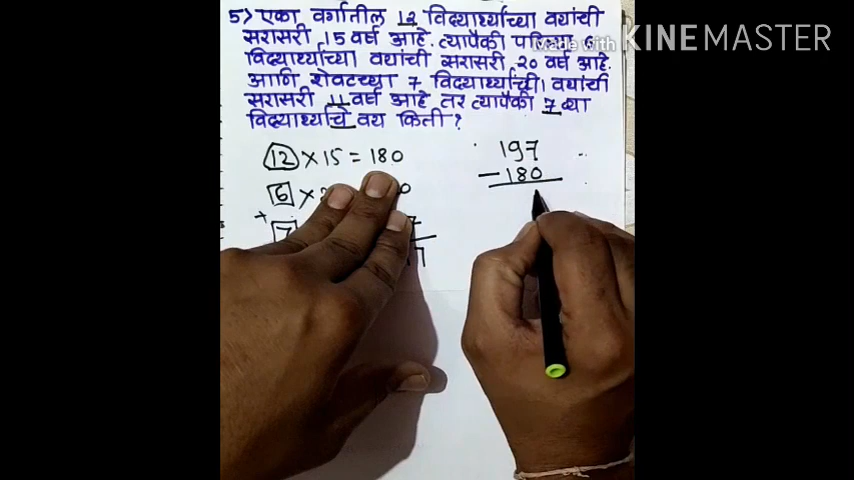 5> एका वर्गातील 12 विद्यार्थ्यांच्या वयांची
सरासरी 15 वर्ष आहे. त्यापैकी पहिल्या 6
Made with KINEMASTER
विद्यार्थ्यांच्या वयांची सरासरी 20 वर्ष आहे.
आणि शेवटच्या 7 विद्यार्थ्यांची वयांची
सरासरी 11 वर्ष आहे तर त्यापैकी 7 व्या
विद्यार्थ्याचे वय किती ?
12 × 15 = 180
197
- 180
6 ×
+ 7